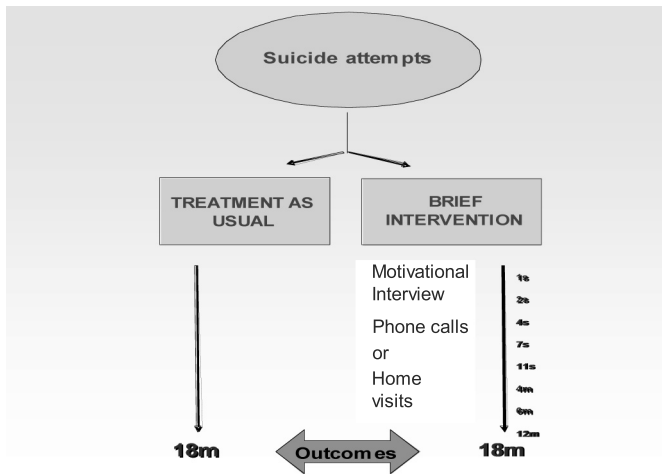 Suicide attempts
TREATMENT AS
USUAL
BRIEF
INTERVENTION
Motivational
Interview
Phone calls
or
Home
visits
1s
2s
4s
7s
11s
4m
6m
12m
18m
Outcomes
18m